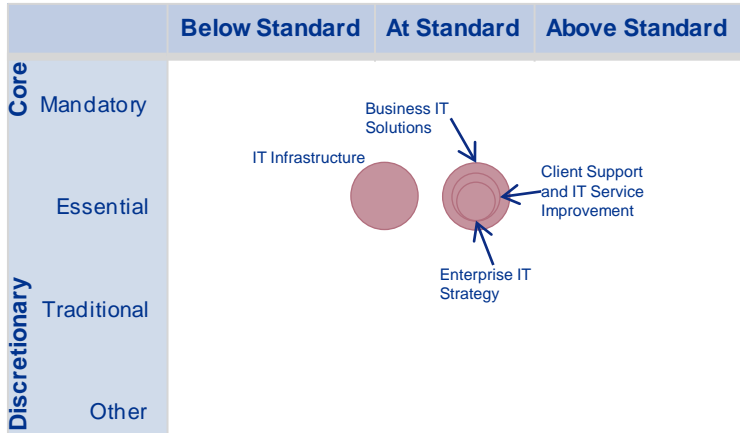 Below Standard
At Standard
Above Standard
Core
Mandatory
Business IT
Solutions
IT Infrastructure
Client Support
and IT Service
Improvement
Essential
Enterprise IT
Strategy
Discretionary
Traditional
Other